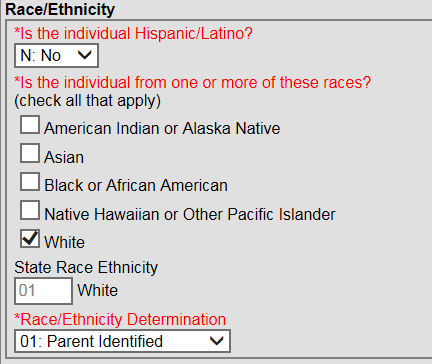 Race/Ethnicity
*Is the individual Hispanic/Latino?
N: No
*Is the individual from one or more of these races?
(check all that apply)
American Indian or Alaska Native
Asian
Black or African American
Native Hawaiian or Other Pacific Islander
White
State Race Ethnicity
01 White
*Race/Ethnicity Determination
01: Parent Identified